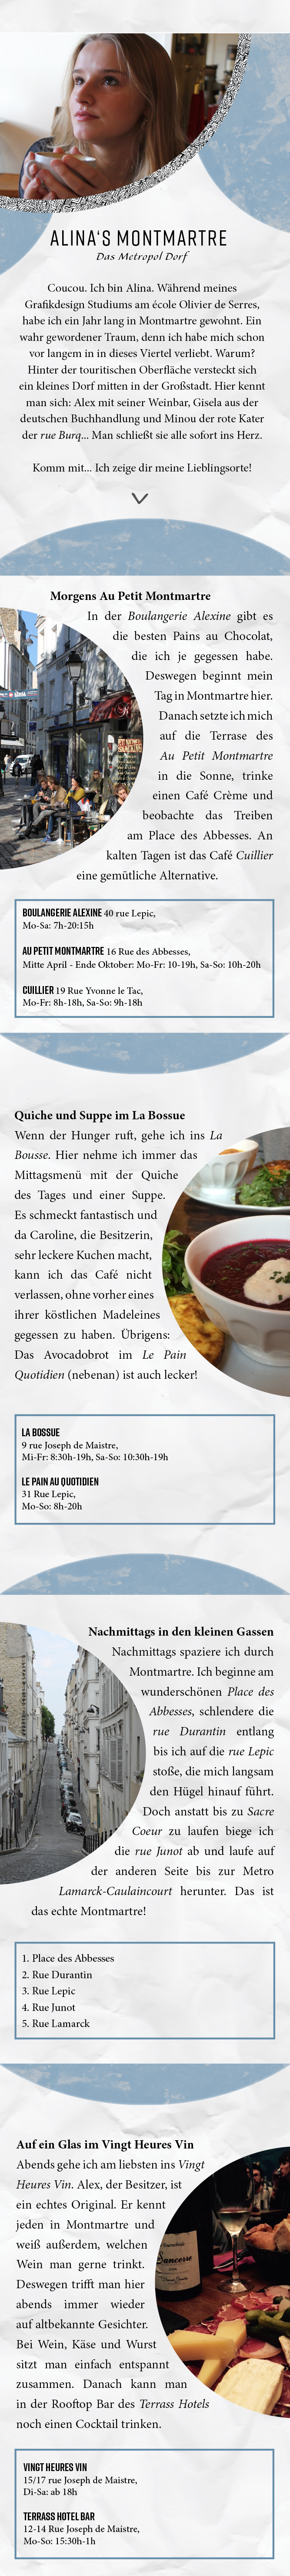 ALINA'S MONTMARTRE
Das Metropol Dorf
Coucou. Ich bin Alina. Während meines
Grafikdesign Studiums am école Olivier de Serres,
habe ich ein Jahr lang in Montmartre gewohnt. Ein
wahr gewordener Traum, denn ich habe mich schon
vor langem in in dieses Viertel verliebt. Warum?
Hinter der touritischen Oberfläche versteckt sich
ein kleines Dorf mitten in der Großstadt. Hier kennt
man sich: Alex mit seiner Weinbar, Gisela aus der
deutschen Buchhandlung und Minou der rote Kater
der rue Burq... Man schließt sie alle sofort ins Herz.
Komm mit... Ich zeige dir meine Lieblingsorte!
Morgens Au Petit Montmartre
In der Boulangerie Alexine gibt es
die besten Pains au Chocolat,
die ich je gegessen habe.
Deswegen beginnt mein
Tag in Montmartre hier.
Danach setzte ich mich
auf die Terrase des
Au Petit Montmartre
in die Sonne, trinke
einen Café Crème und
beobachte das Treiben
am Place des Abbesses. An
kalten Tagen ist das Café Cuillier
eine gemütliche Alternative.
BOULANGERIE ALEXINE 40 rue Lepic,
Mo-Sa: 7h-20:15h
AU PETIT MONTMARTRE 16 Rue des Abbesses,
Mitte April - Ende Oktober: Mo-Fr: 10-19h, Sa-So: 10h-20h
CUILLIER 19 Rue Yvonne le Tac,
Mo-Fr: 8h-18h, Sa-So: 9h-18h
Quiche und Suppe im La Bossue
Wenn der Hunger ruft, gehe ich ins La
Bousse. Hier nehme ich immer das
Mittagsmenü mit der Quiche
des Tages und einer Suppe.
Es schmeckt fantastisch und
da Caroline, die Besitzerin,
sehr leckere Kuchen macht,
kann ich das Café nicht
verlassen, ohne vorher eines
ihrer köstlichen Madeleines
gegessen zu haben. Übrigens:
Das Avocadobrot im Le Pain
Quotidien (nebenan) ist auch lecker!
LA BOSSUE
9 rue Joseph de Maistre,
Mi-Fr: 8:30h-19h, Sa-So: 10:30h-19h
LE PAIN AU QUOTIDIEN
31 Rue Lepic,
Mo-So: 8h-20h
Nachmittags in den kleinen Gassen
Nachmittags spaziere ich durch
Montmartre. Ich beginne am
wunderschönen Place des
Abbesses, schlendere die
rue Durantin entlang
bis ich auf die rue Lepic
stoße, die mich langsam
den Hügel hinauf führt.
Doch anstatt bis zu Sacre
Coeur zu laufen biege ich
die rue Junot ab und laufe auf
der anderen Seite bis zur Metro
Lamarck-Caulaincourt herunter. Das ist
das echte Montmartre!
1. Place des Abbesses
2. Rue Durantin
3. Rue Lepic
4. Rue Junot
5. Rue Lamarck
Auf ein Glas im Vingt Heures Vin
Abends gehe ich am liebsten ins Vingt
Heures Vin. Alex, der Besitzer, ist
ein echtes Original. Er kennt
jeden in Montmartre und
weiß außerdem, welchen
Wein man gerne trinkt.
Deswegen trifft man hier
abends immer wieder
auf altbekannte Gesichter.
Bei Wein, Käse und Wurst
sitzt man einfach entspannt
zusammen. Danach kann man
in der Rooftop Bar des Terrass Hotels
noch einen Cocktail trinken.
VINGT HEURES VIN
15/17 rue Joseph de Maistre,
Di-Sa: ab 18h
TERRASS HOTEL BAR
12-14 Rue Joseph de Maistre,
Mo-So: 15:30h-1h